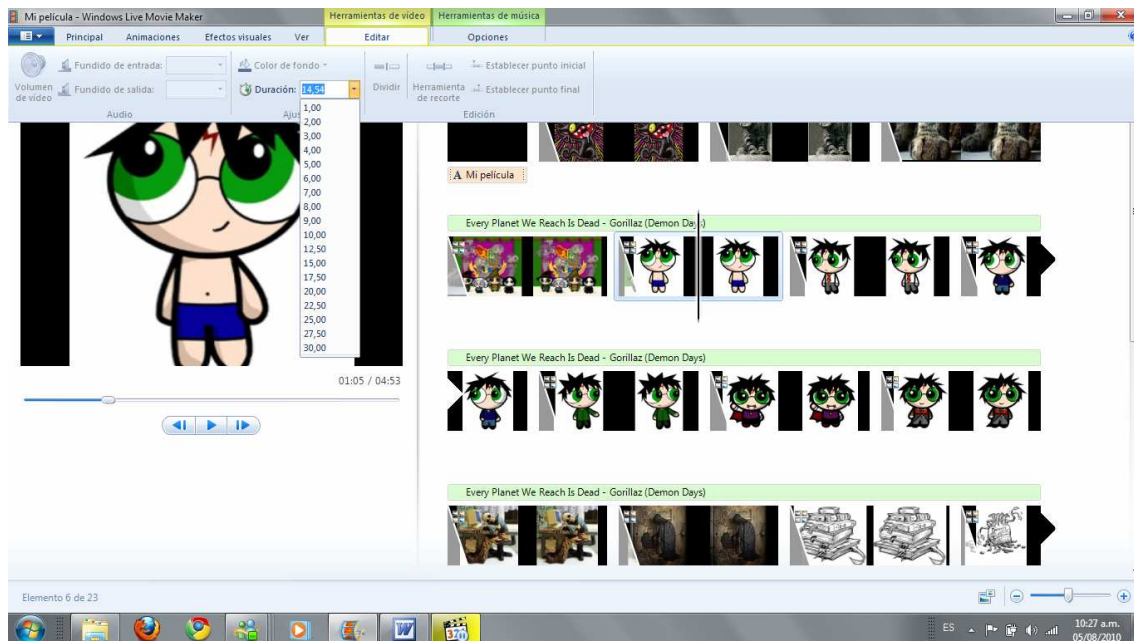 Mi película - Windows Live Movie Maker
Herramientas de vídeo
Herramientas de música
Principal
Animaciones
Efectos visuales
Ver
Editar
Opciones
Volumen de vídeo
Fundido de entrada:
Fundido de salida:
Audio
Color de fondo
Duración: 14,54
Ajus
Dividir
Herramienta de recorte
Establecer punto inicial
Establecer punto final
Edición
1,00
2,00
3,00
4,00
5,00
6,00
7,00
8,00
9,00
10,00
12,50
15,00
17,50
20,00
22,50
25,00
27,50
30,00
01:05 / 04:53
A Mi película
Every Planet We Reach Is Dead - Gorillaz (Demon Days)
Every Planet We Reach Is Dead - Gorillaz (Demon Days)
Every Planet We Reach Is Dead - Gorillaz (Demon Days)
Elemento 6 de 23
ES
10:27 a.m.
05/08/2010